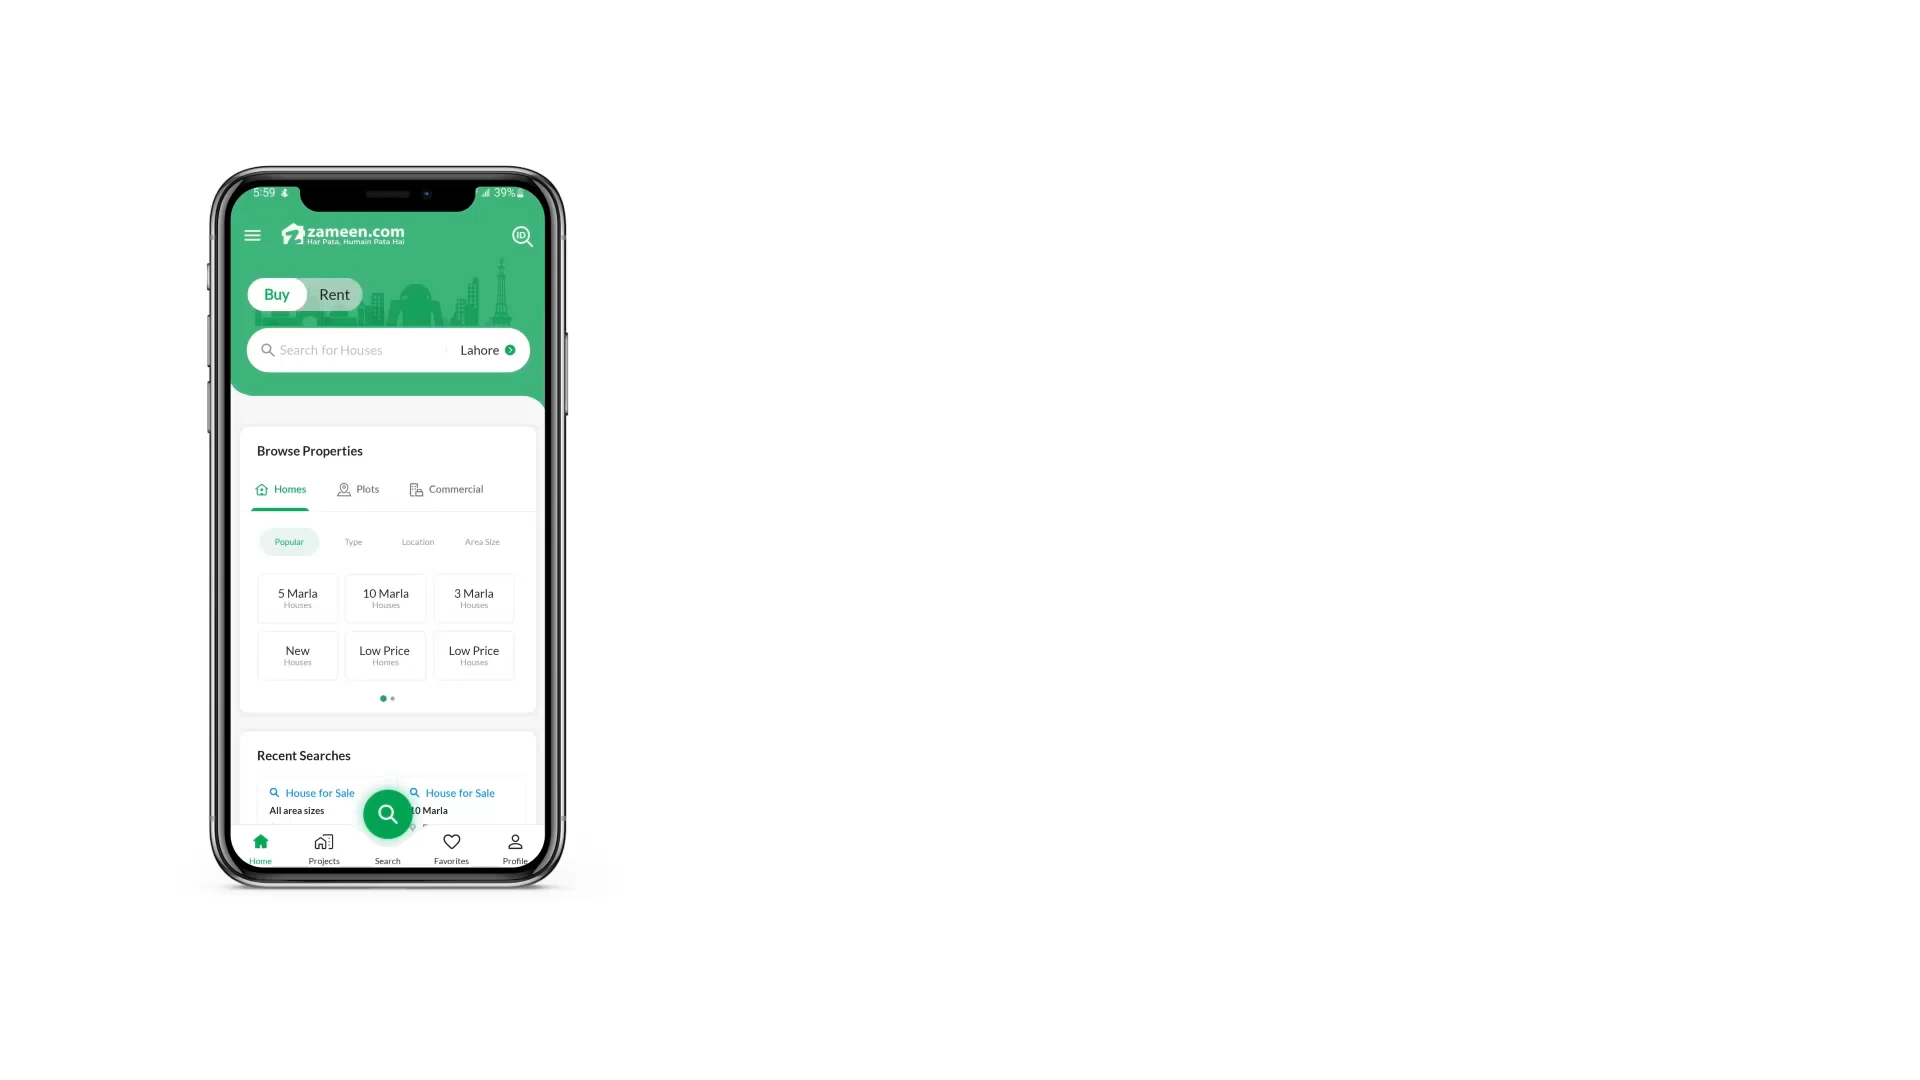 5:59
39%
zameen.com
Har Pata, Humain Pata Hai
ID
Buy Rent
Search for Houses Lahore
Browse Properties
Homes Plots Commercial
Popular Type Location Area Size
5 Marla 10 Marla 3 Marla
Houses Houses Houses
New Low Price Low Price
Houses Homes Houses
Recent Searches
House for Sale House for Sale
All area sizes 10 Marla
Home Projects Search Favorites Profile